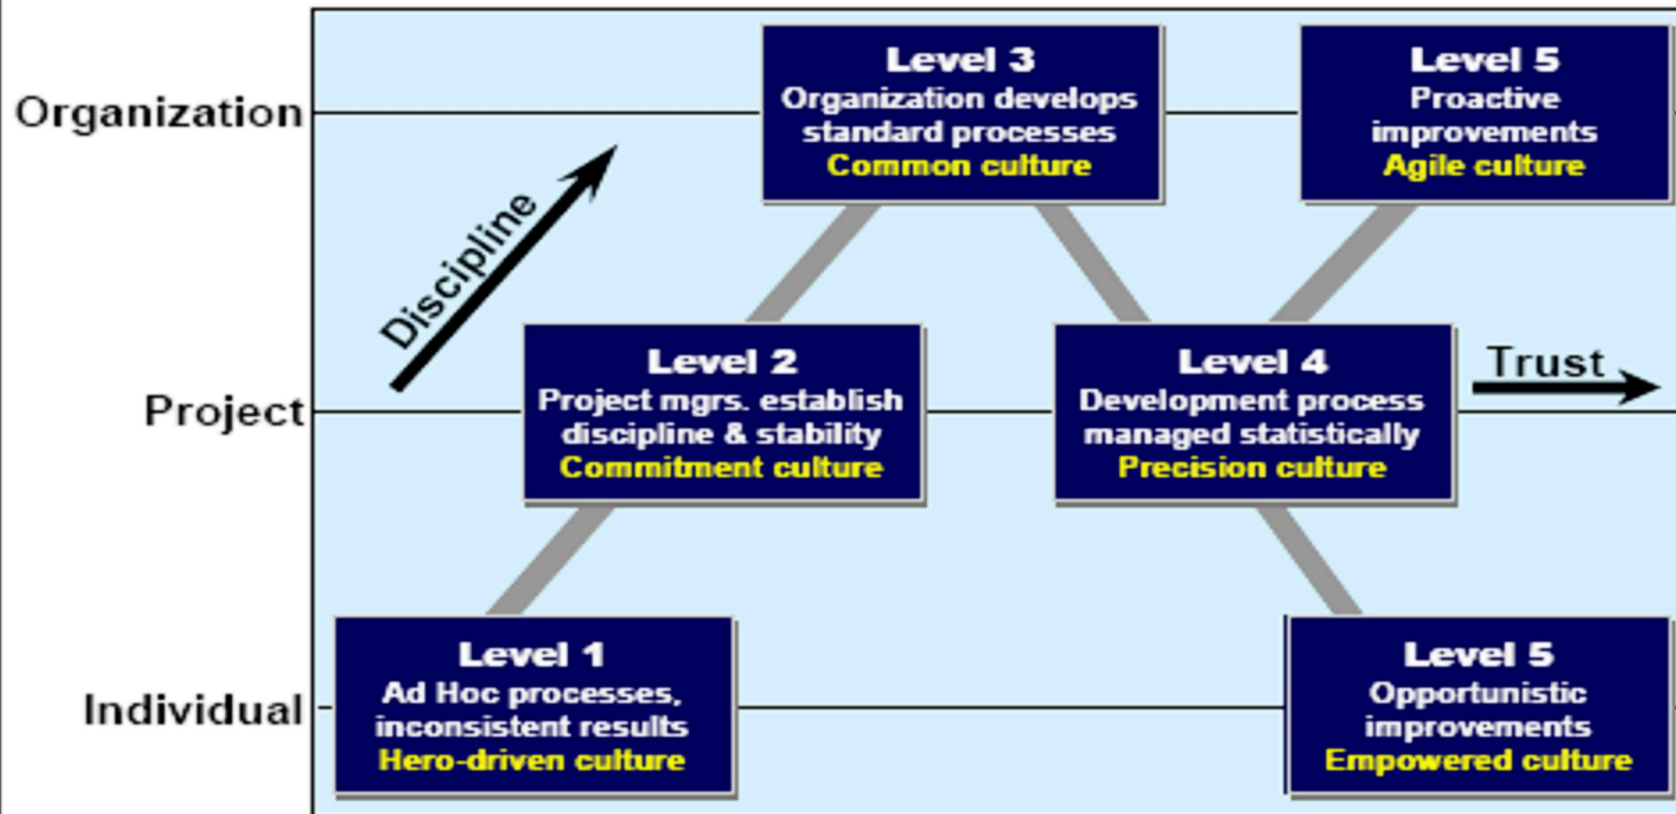 Organization
Level 3
Organization develops
standard processes
Common culture
Level 5
Proactive
improvements
Agile culture
Discipline
Project
Level 2
Project mgrs. establish
discipline & stability
Commitment culture
Level 4
Development process
managed statistically
Precision culture
Trust
Individual
Level 1
Ad Hoc processes,
inconsistent results
Hero-driven culture
Level 5
Opportunistic
improvements
Empowered culture